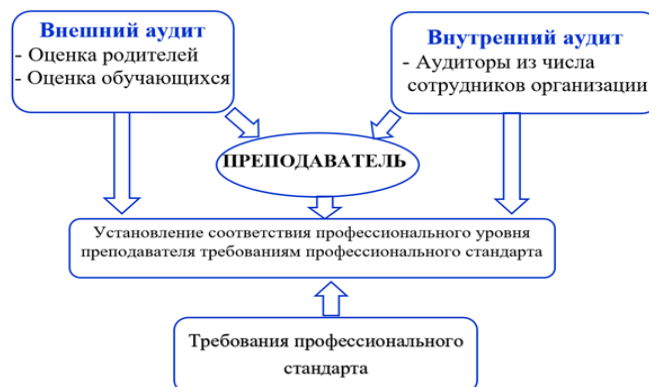 Внешний аудит
- Оценка родителей
- Оценка обучающихся
Внутренний аудит
- Аудиторы из числа
сотрудников организации
ПРЕПОДАВАТЕЛЬ
Установление соответствия профессионального уровня
преподавателя требованиям профессионального стандарта
Требования профессионального
стандарта